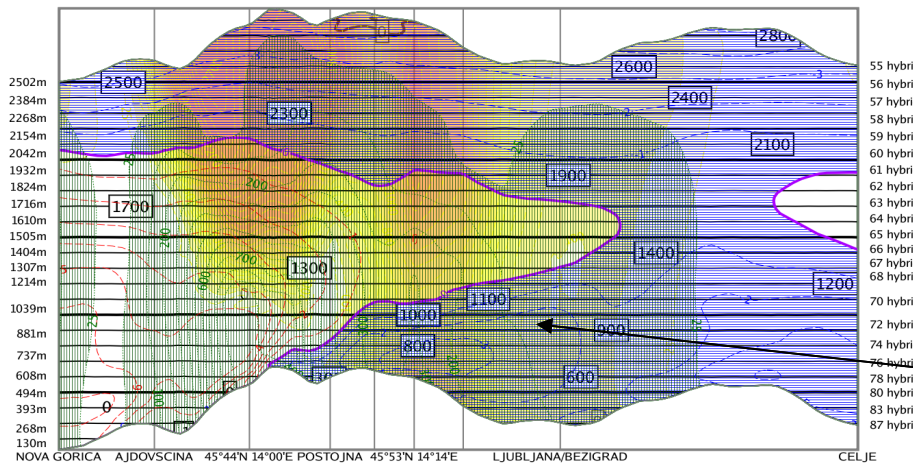 2800
2600
2500
2400
2300
2100
1900
1700
1400
1300
1200
1100
1000
900
800
600
0
200
200
700
600
2502m
2384m
2268m
2154m
2042m
1932m
1824m
1716m
1610m
1505m
1404m
1307m
1214m
1039m
881m
737m
608m
494m
393m
268m
130m
55 hybri
56 hybri
57 hybri
58 hybri
59 hybri
60 hybri
61 hybri
62 hybri
63 hybri
64 hybri
65 hybri
66 hybri
67 hybri
68 hybri
70 hybri
72 hybri
74 hybri
76 hybri
78 hybri
80 hybri
83 hybri
87 hybri
NOVA GORICA AJDOVSCINA 45°44'N 14°00'E POSTOJNA 45°53'N 14°14'E LJUBLJANA/BEZIGRAD CELJE